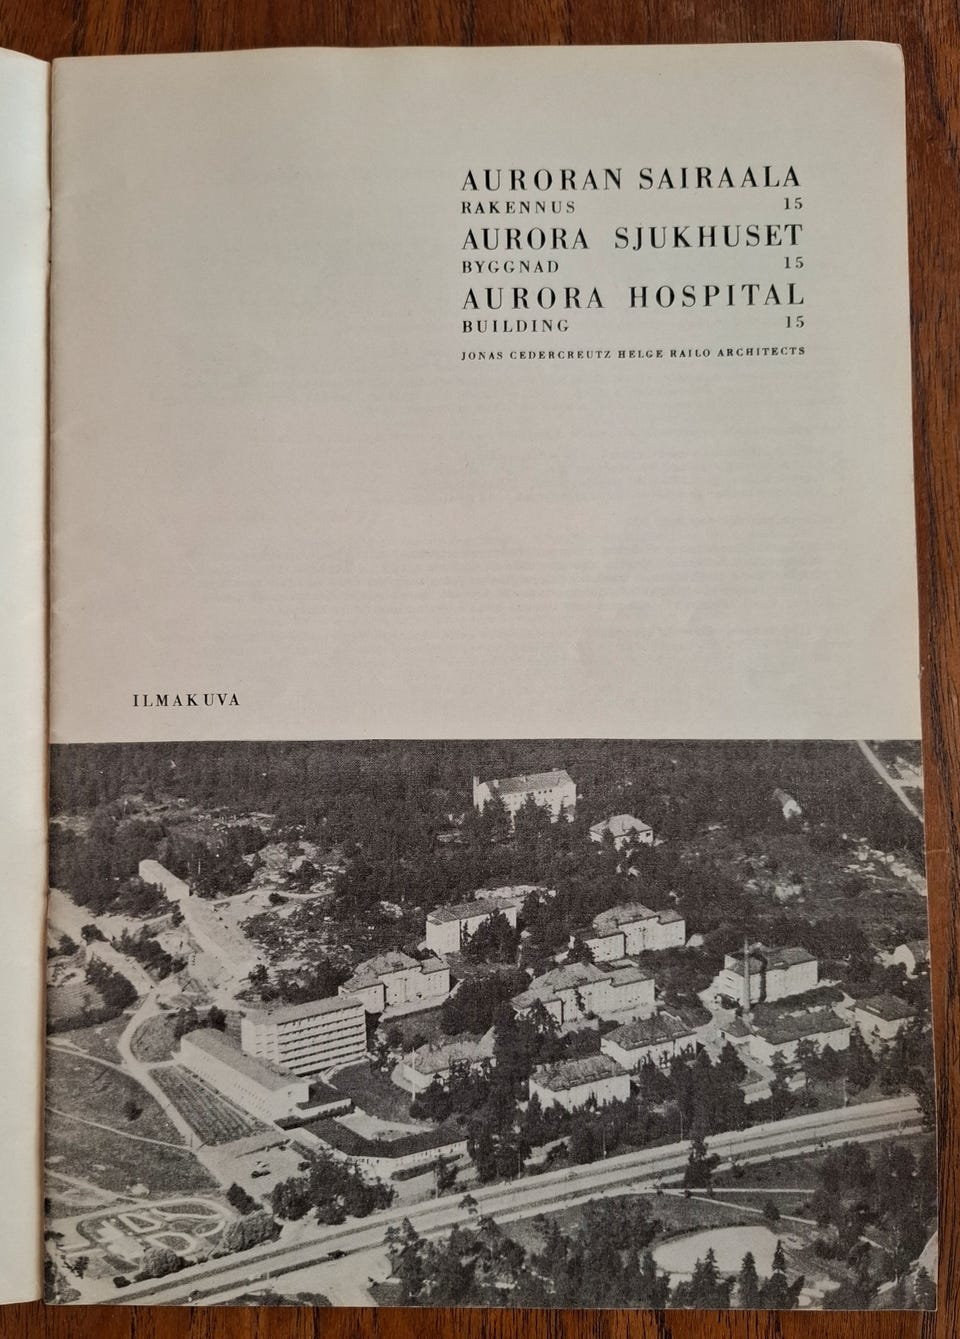 AURORAN SAIRAALA
RAKENNUS 15
AURORA SJUKHUSET
BYGGNAD 15
AURORA HOSPITAL
BUILDING 15
JONAS CEDERCREUTZ HELGE RAILO ARCHITECTS
ILMAKUVA